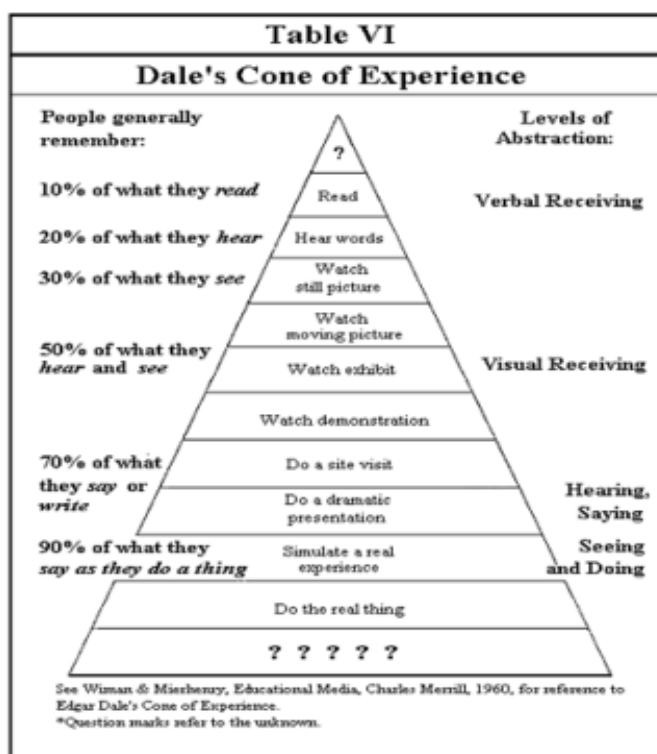 Table VI
Dale's Cone of Experience
People generally
remember:
Levels of
Abstraction:
?
10% of what they read
Read
Verbal Receiving
20% of what they hear
Hear words
30% of what they see
Watch
still picture
Watch
moving picture
50% of what they
hear and see
Watch exhibit
Visual Receiving
Watch demonstration
70% of what
they say or
write
Do a site visit
Do a dramatic
presentation
Hearing,
Saying
90% of what they
say as they do a thing
Simulate a real
experience
Seeing
and Doing
Do the real thing
? ? ? ? ?
See Wiman & Mierhenry, Educational Media, Charles Merrill, 1960, for reference to
Edgar Dale's Cone of Experience.
*Question marks refer to the unknown.